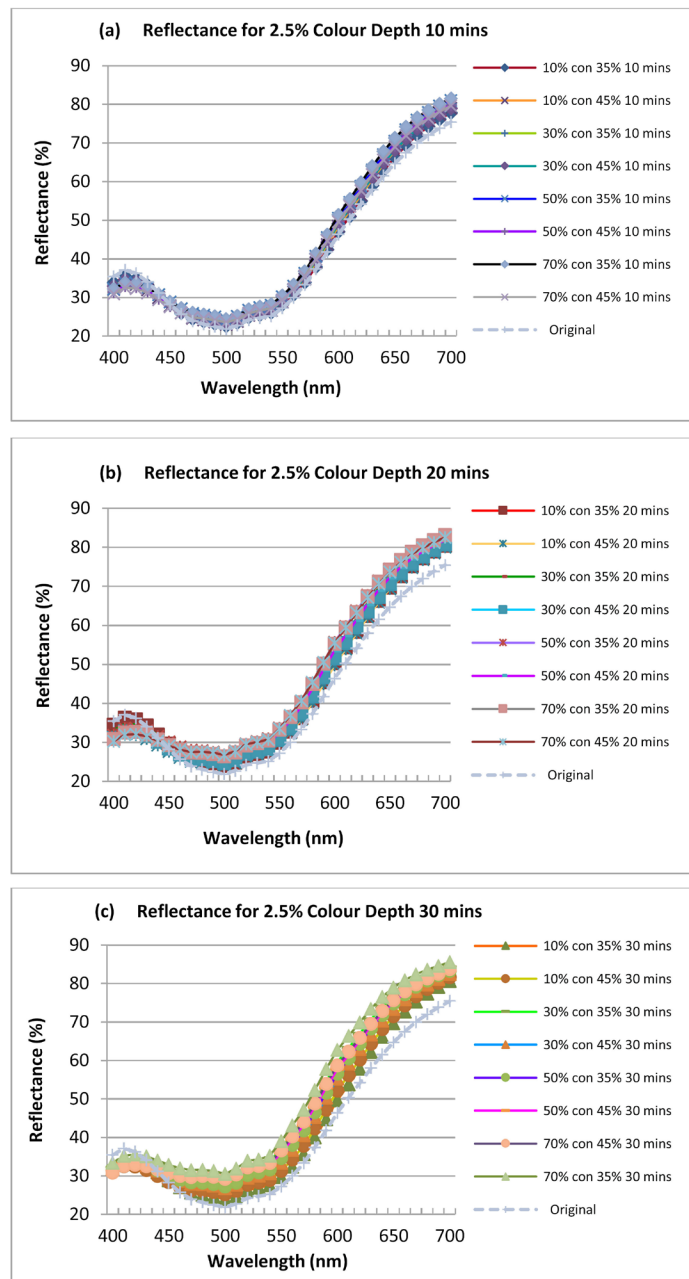 (a) Reflectance for 2.5% Colour Depth 10 mins
90
80
70
60
50
40
30
20
Reflectance (%)
400 450 500 550 600 650 700
Wavelength (nm)
10% con 35% 10 mins
10% con 45% 10 mins
30% con 35% 10 mins
30% con 45% 10 mins
50% con 35% 10 mins
50% con 45% 10 mins
70% con 35% 10 mins
70% con 45% 10 mins
Original
(b) Reflectance for 2.5% Colour Depth 20 mins
90
80
70
60
50
40
30
20
Reflectance (%)
400 450 500 550 600 650 700
Wavelength (nm)
10% con 35% 20 mins
10% con 45% 20 mins
30% con 35% 20 mins
30% con 45% 20 mins
50% con 35% 20 mins
50% con 45% 20 mins
70% con 35% 20 mins
70% con 45% 20 mins
Original
(c) Reflectance for 2.5% Colour Depth 30 mins
90
80
70
60
50
40
30
20
Reflectance (%)
400 450 500 550 600 650 700
Wavelength (nm)
10% con 35% 30 mins
10% con 45% 30 mins
30% con 35% 30 mins
30% con 45% 30 mins
50% con 35% 30 mins
50% con 45% 30 mins
70% con 45% 30 mins
70% con 35% 30 mins
Original